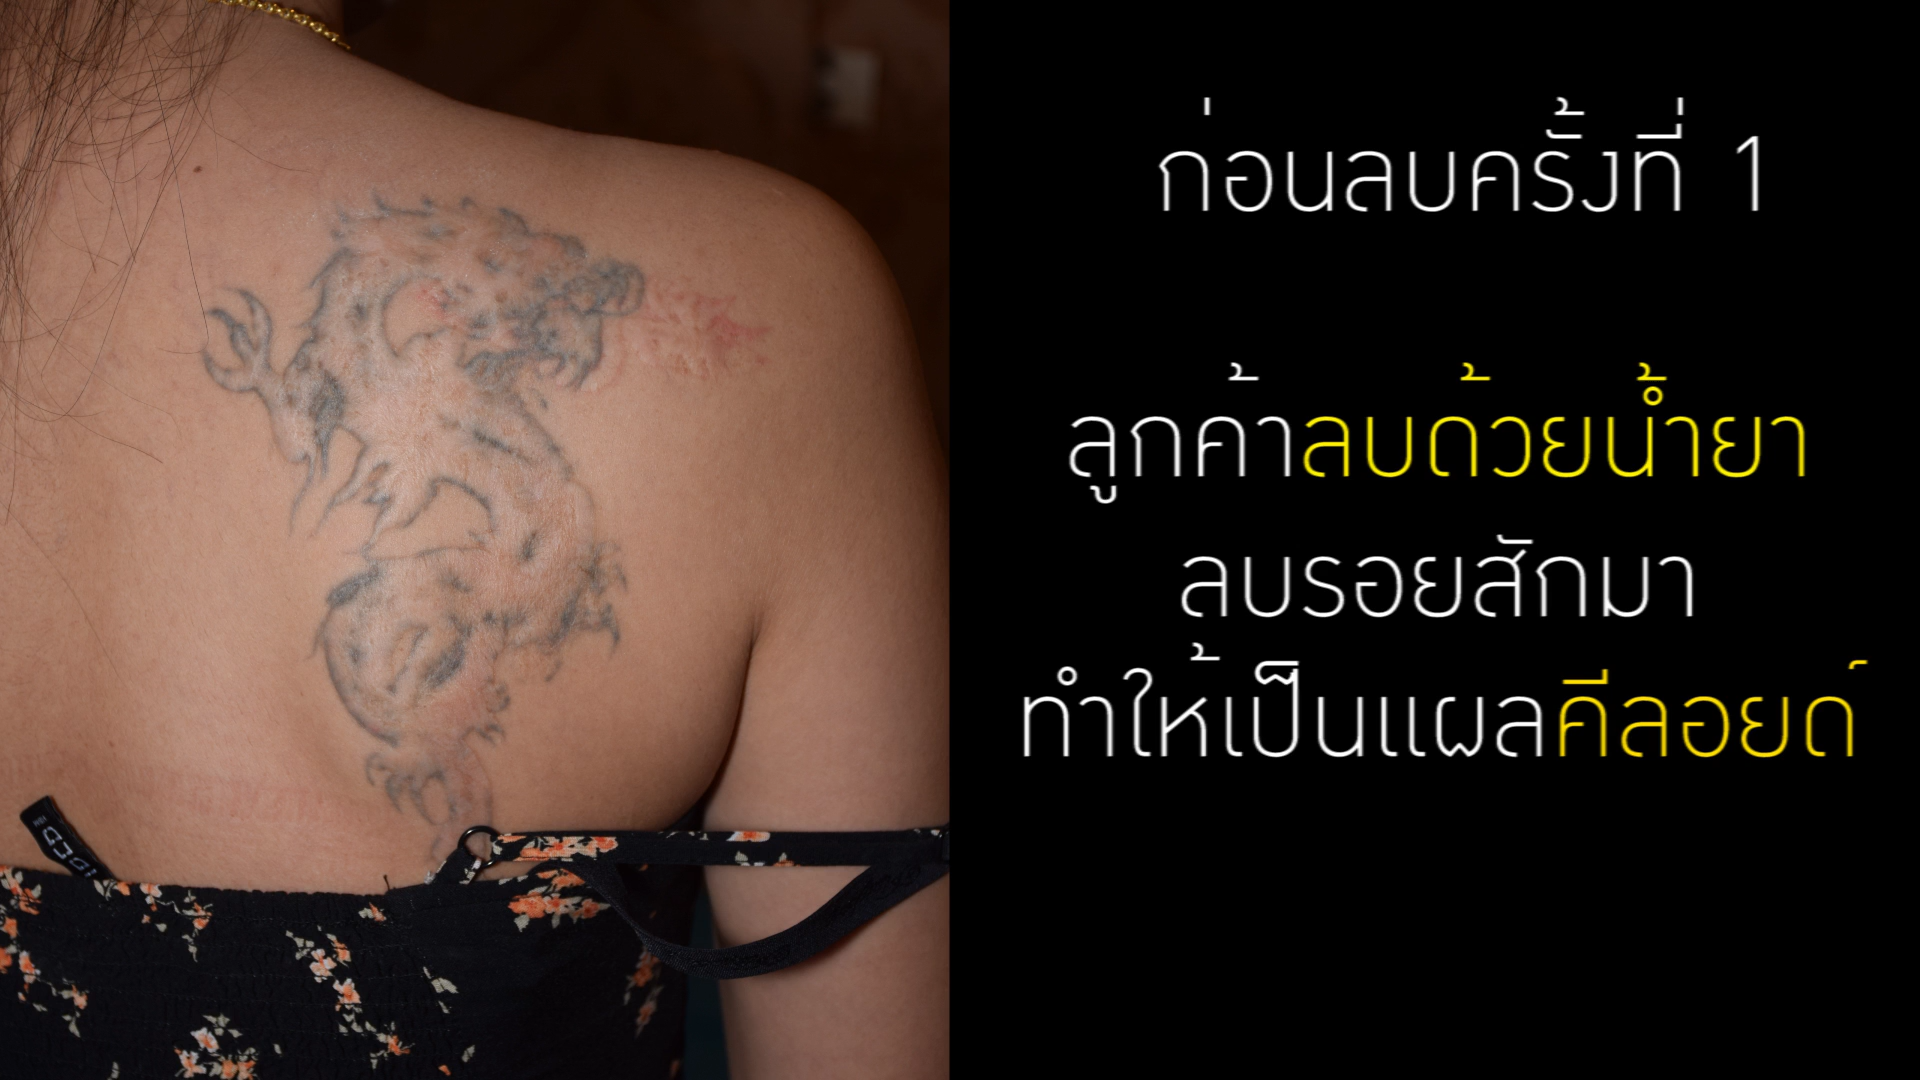 ก่อนลบครั้งที่ 1
ลูกค้าลบด้วยน้ำยา
ลบรอยสักมา
ทำให้เป็นแผลคีลอยด์